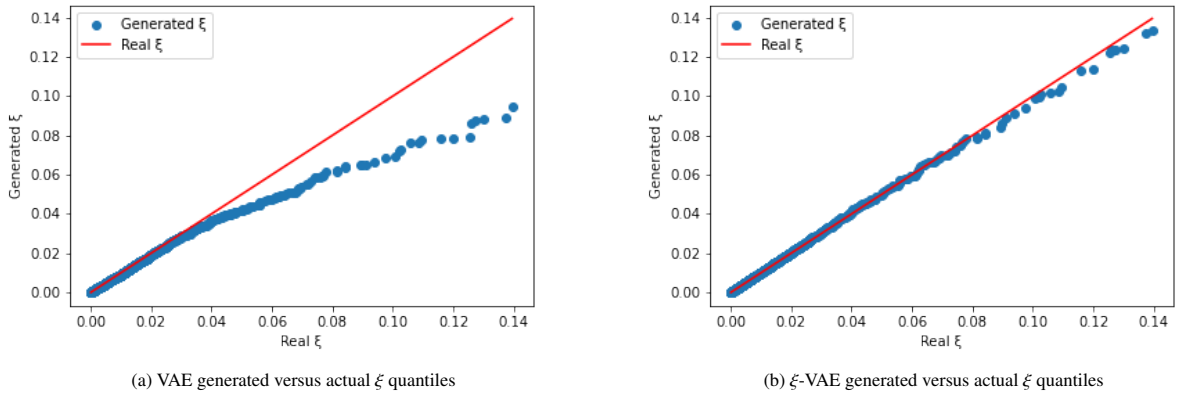 0.14
0.12
0.10
0.08
0.06
0.04
0.02
0.00
Generated ξ
Generated ξ
Real ξ
0.00 0.02 0.04 0.06 0.08 0.10 0.12 0.14
Real ξ
(a) VAE generated versus actual ξ quantiles
0.14
0.12
0.10
0.08
0.06
0.04
0.02
0.00
Generated ξ
Generated ξ
Real ξ
0.00 0.02 0.04 0.06 0.08 0.10 0.12 0.14
Real ξ
(b) ξ-VAE generated versus actual ξ quantiles